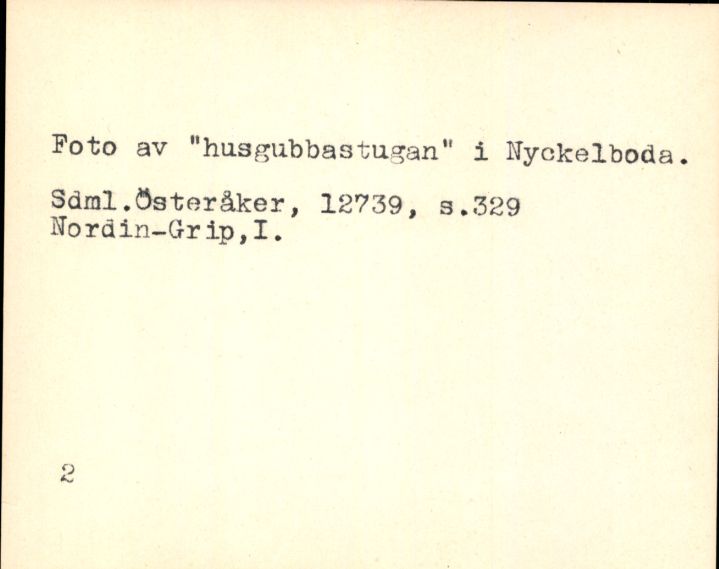 Foto av "husgubbastugan" i Nyckelboda.
Sdml.Österåker, 12739, s.329
Nordin-Grip,I.
2